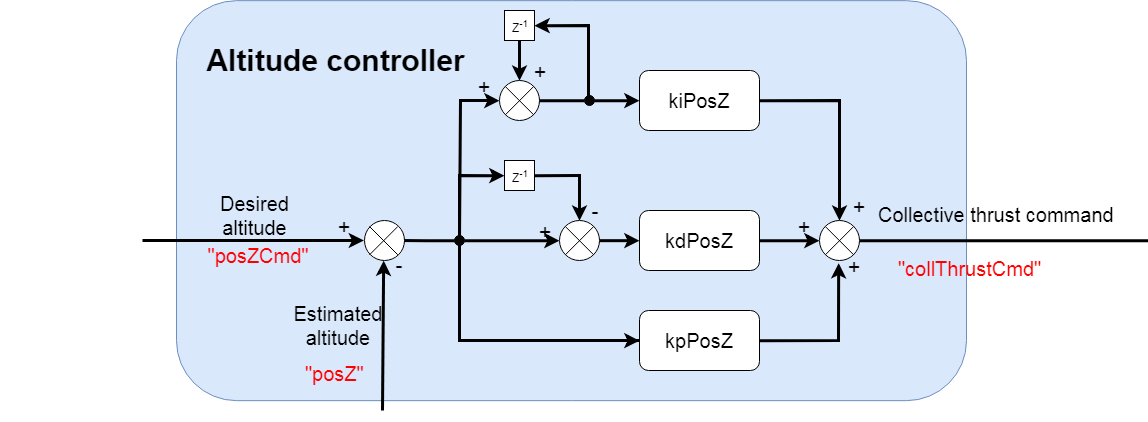 z-1
Altitude controller
+
+
kiPosZ
z-1
Desired
altitude
+
"posZCmd"
-
-
+
kdPosZ
+
+
Collective thrust command
"collThrustCmd"
+
Estimated
altitude
"posZ"
kpPosZ